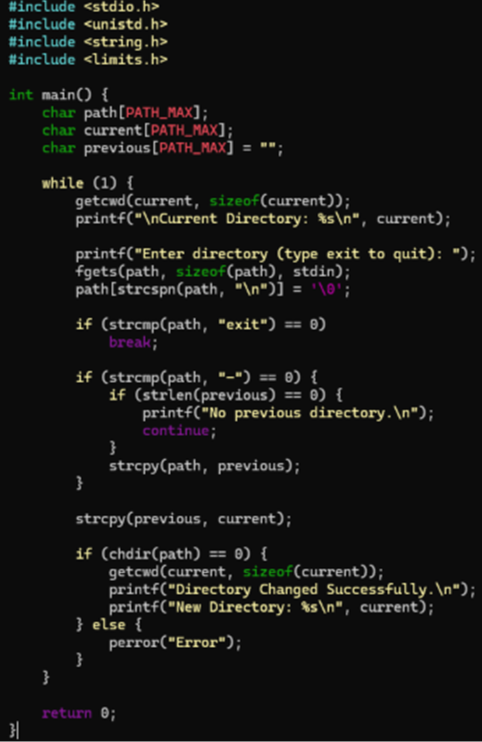 #include <stdio.h>
#include <unistd.h>
#include <string.h>
#include <limits.h>

int main() {
    char path[PATH_MAX];
    char current[PATH_MAX];
    char previous[PATH_MAX] = "";

    while (1) {
        getcwd(current, sizeof(current));
        printf("\nCurrent Directory: %s\n", current);

        printf("Enter directory (type exit to quit): ");
        fgets(path, sizeof(path), stdin);
        path[strcspn(path, "\n")] = '\0';

        if (strcmp(path, "exit") == 0)
            break;

        if (strcmp(path, "-") == 0) {
            if (strlen(previous) == 0) {
                printf("No previous directory.\n");
                continue;
            }
            strcpy(path, previous);
        }

        strcpy(previous, current);

        if (chdir(path) == 0) {
            getcwd(current, sizeof(current));
            printf("Directory Changed Successfully.\n");
            printf("New Directory: %s\n", current);
        } else {
            perror("Error");
        }
    }

    return 0;
}